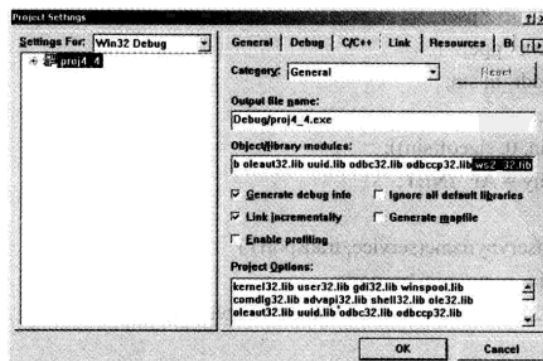 Project Settings
Settings For: Win32 Debug
proj4_4
General Debug C/C++ Link Resources
Category: General
Reset
Output file name:
Debug/proj4_4.exe
Object/library modules:
b oleaut32.lib uuid.lib odbc32.lib odbccp32.lib ws2_32.lib
Generate debug info Ignore all default libraries
Link incrementally Generate mapfile
Enable profiling
Project Options:
kernel32.lib user32.lib gdi32.lib winspool.lib
comdlg32.lib advapi32.lib shell32.lib ole32.lib
oleaut32.lib uuid.lib odbc32.lib odbccp32.lib
OK Cancel